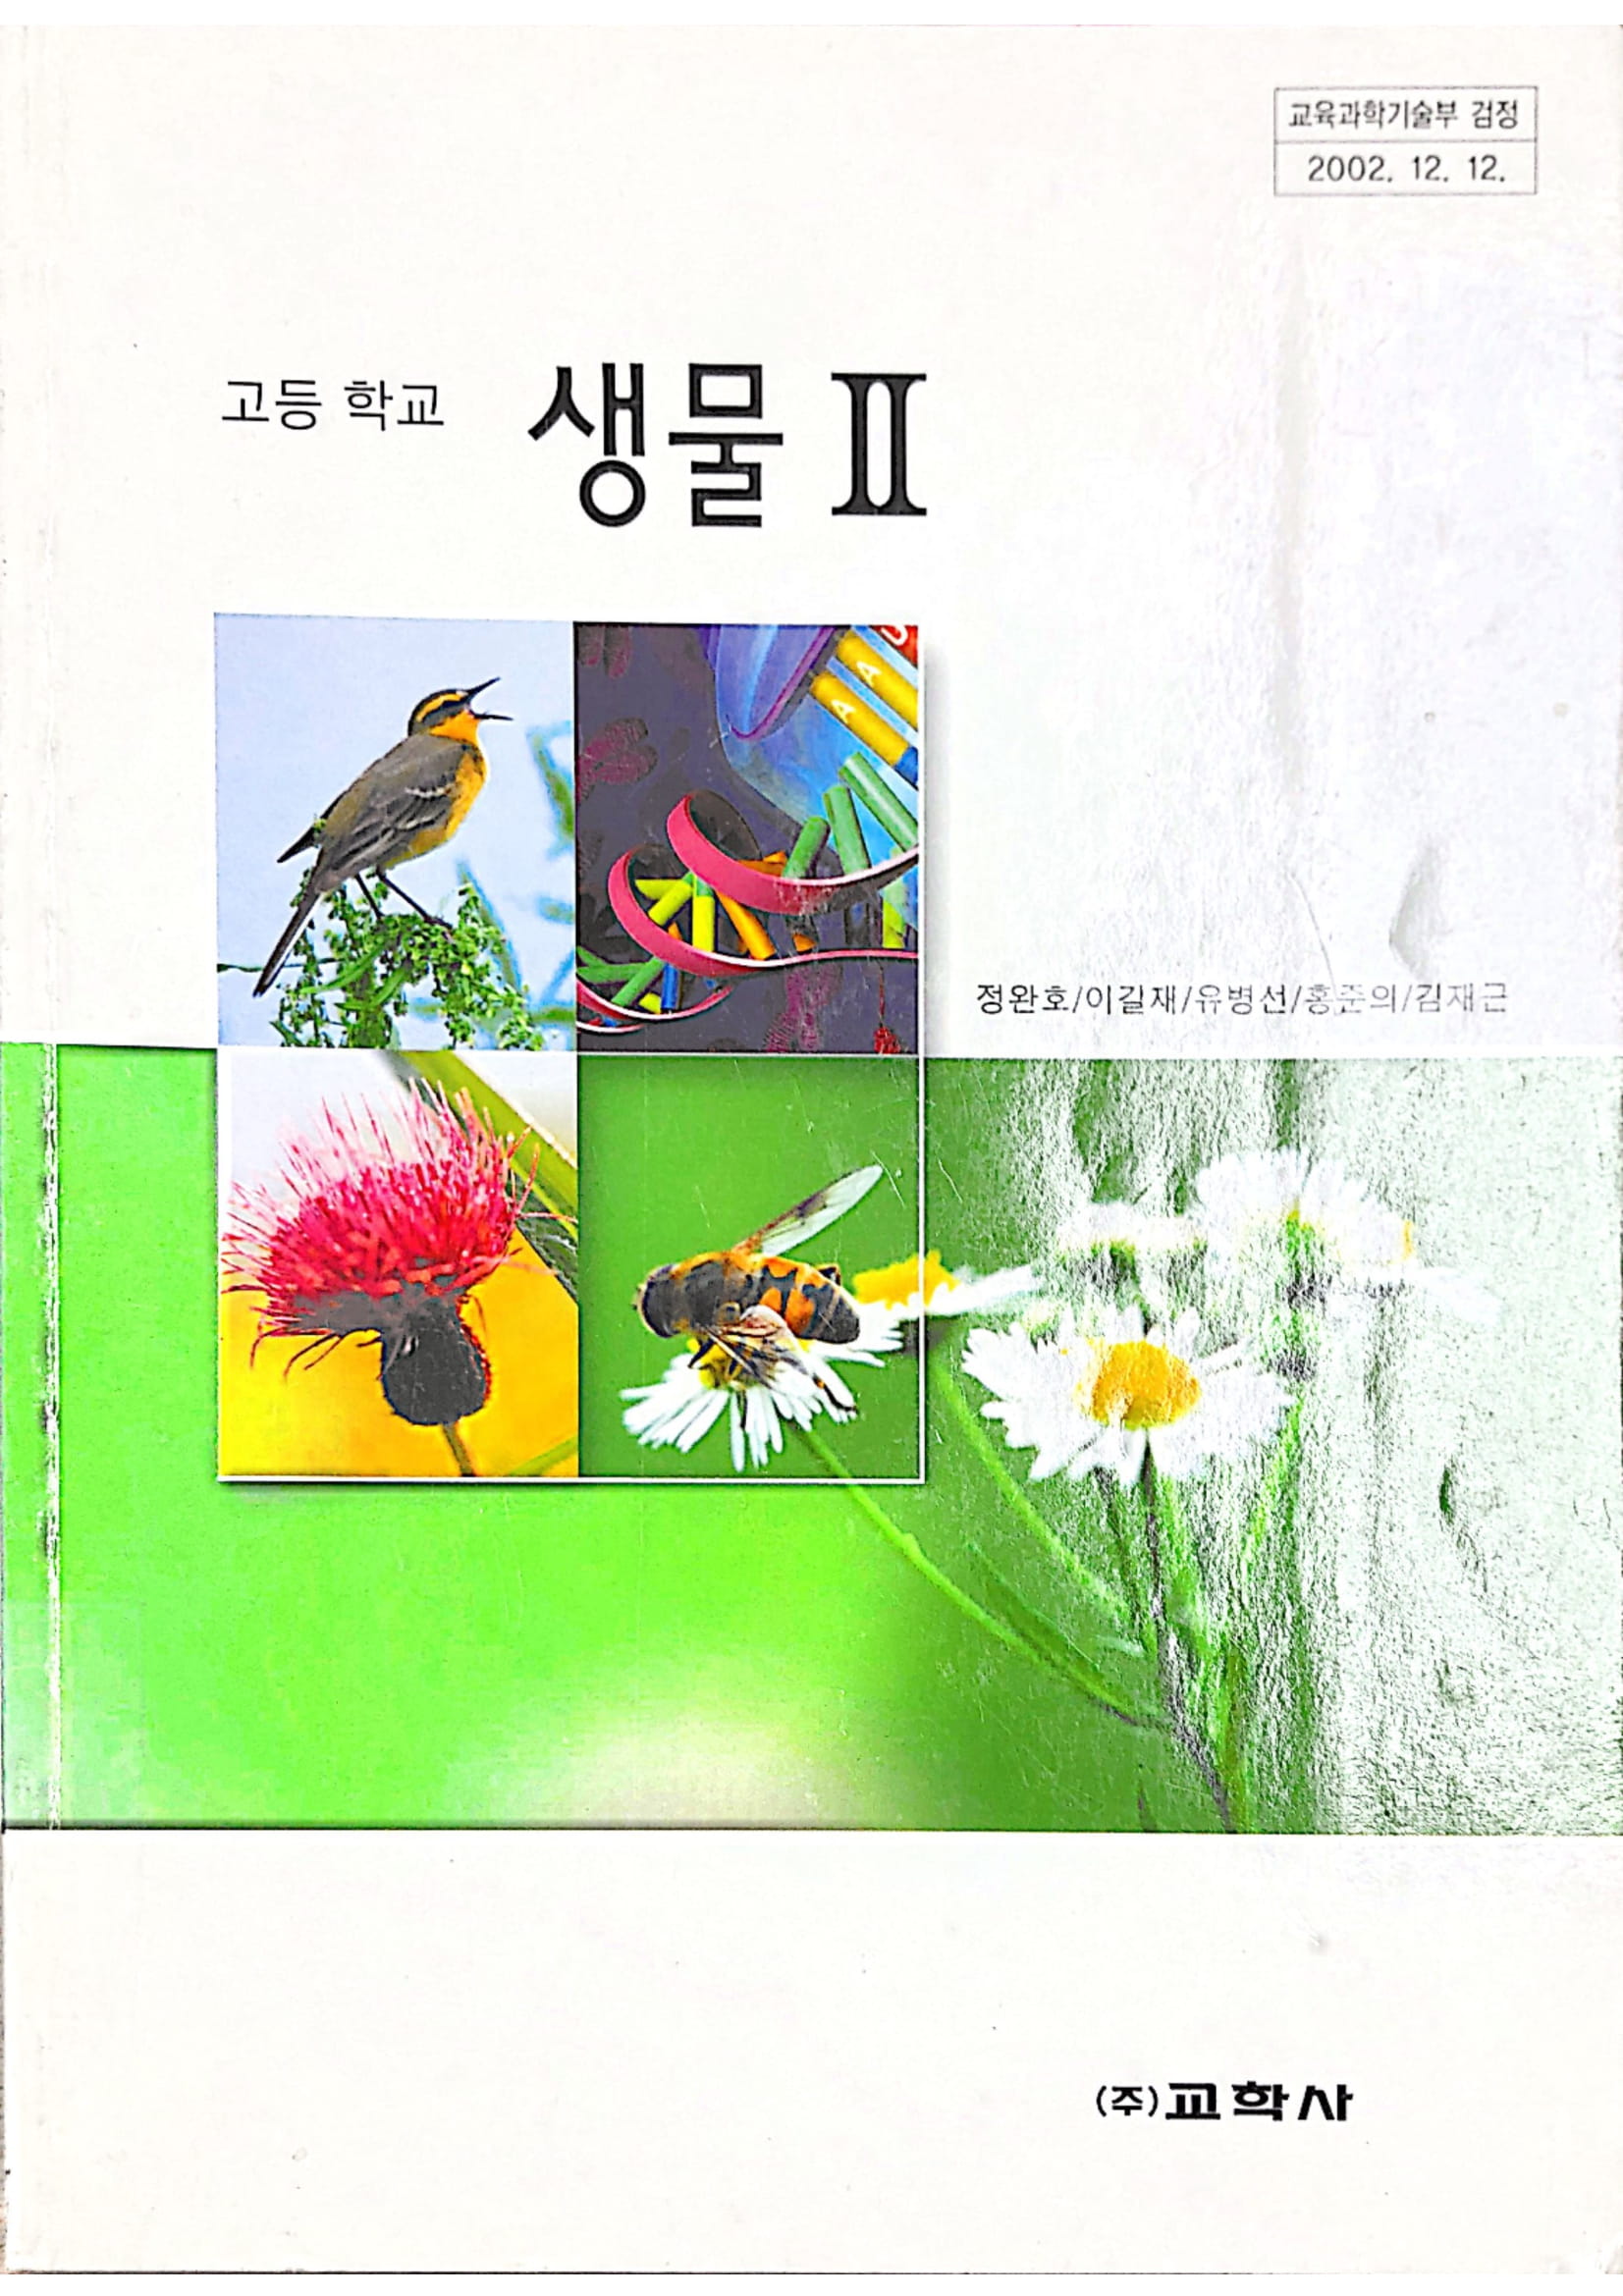 교육과학기술부 검정
2002. 12. 12.
고등 학교 생물 II
A A
정완호/이길재/유병선/홍준의/김재근
(주)교학사